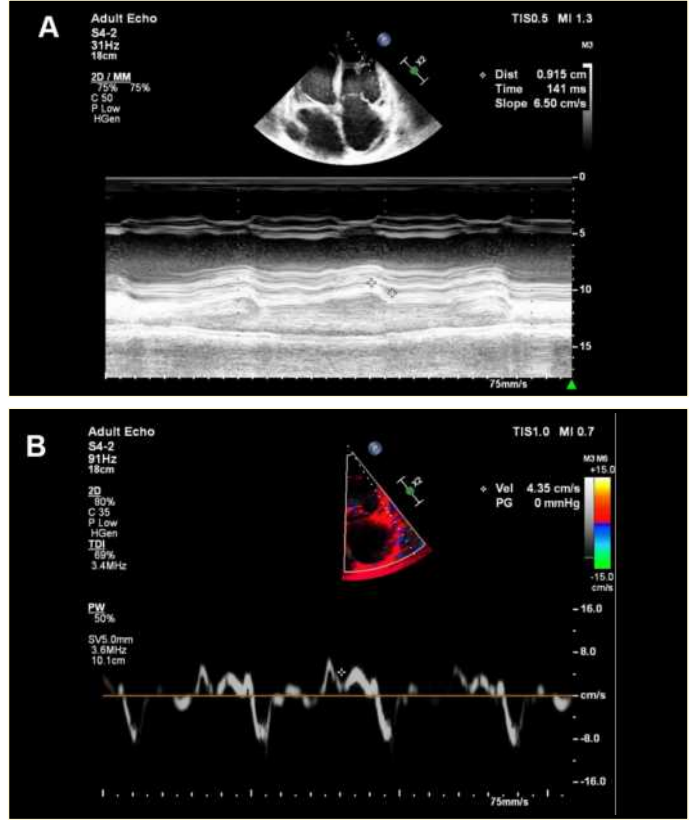 A
Adult Echo
S4-2
31Hz
18cm
2D / MM
75% 75%
C 50
P Low
HGen
TIS0.5 MI 1.3
M3
x2
Dist 0.915 cm
Time 141 ms
Slope 6.50 cm/s
0
5
10
15
75mm/s
B
Adult Echo
S4-2
91Hz
18cm
2D
80%
C 35
P Low
TDI
69%
3.4MHz
PW
50%
SV5.0mm
3.6MHz
10.1cm
TIS1.0 MI 0.7
M3 M6
+15.0
x2
Vel 4.35 cm/s
PG 0 mmHg
-15.0
cm/s
16.0
8.0
cm/s
-8.0
-16.0
75mm/s